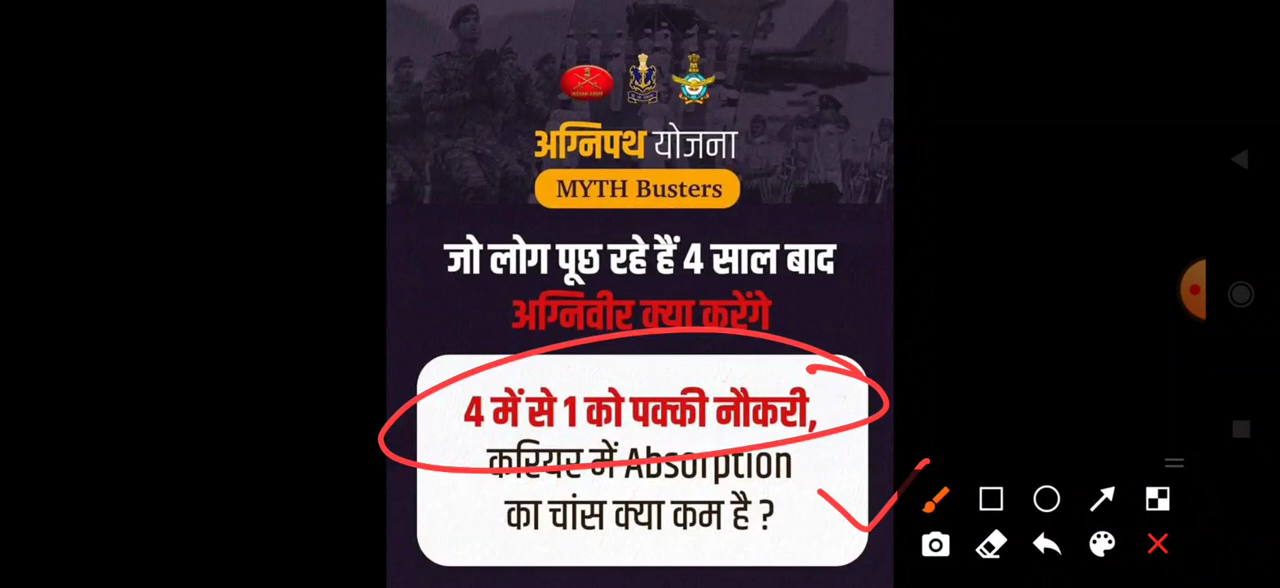 अग्निपथ योजना
MYTH Busters
जो लोग पूछ रहे हैं 4 साल बाद
अग्निवीर क्या करेंगे
4 में से 1 को पक्की नौकरी,
करियर में Absorption
का चांस क्या कम है ?